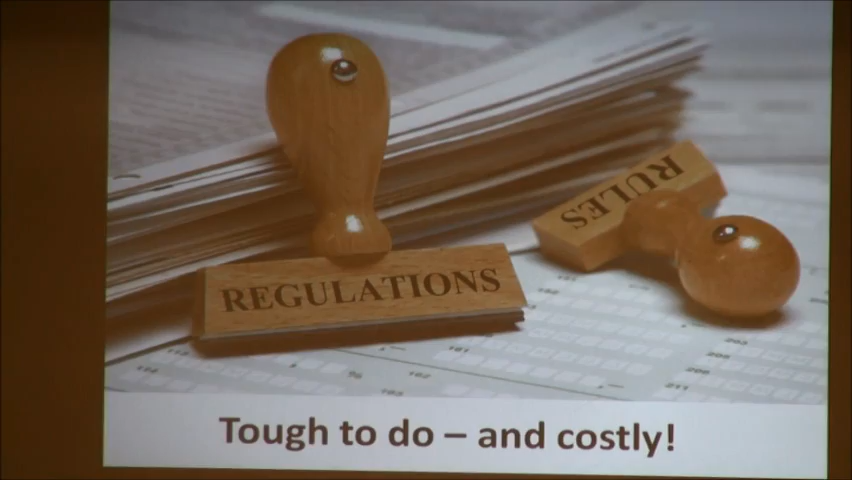 REGULATIONS
RULES
Tough to do – and costly!